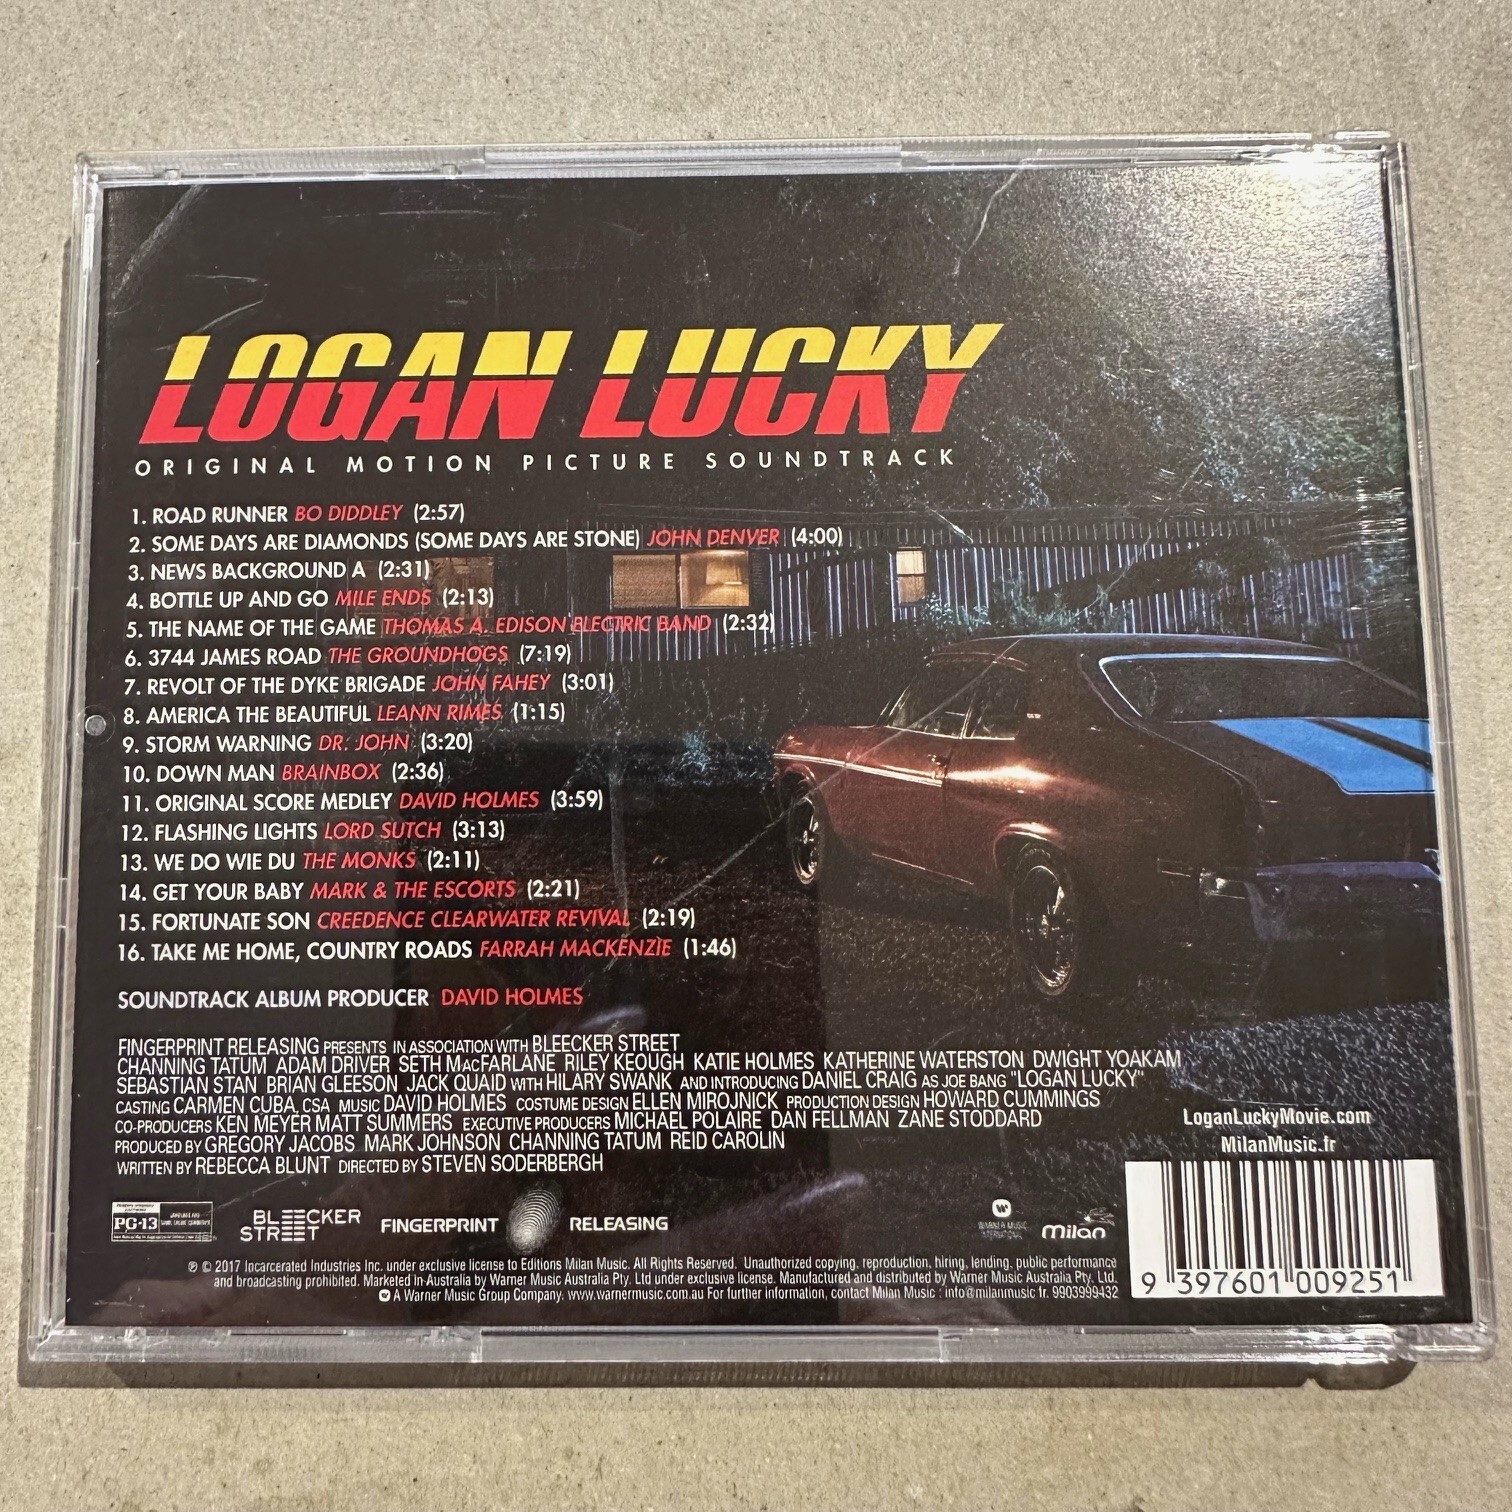 LOGAN LUCKY
ORIGINAL MOTION PICTURE SOUNDTRACK
1. ROAD RUNNER BO DIDDLEY (2:57)
2. SOME DAYS ARE DIAMONDS (SOME DAYS ARE STONE) JOHN DENVER (4:00)
3. NEWS BACKGROUND A (2:31)
4. BOTTLE UP AND GO MILE ENDS (2:13)
5. THE NAME OF THE GAME THOMAS A. EDISON ELECTRIC BAND (2:32)
6. 3744 JAMES ROAD THE GROUNDHOGS (7:19)
7. REVOLT OF THE DYKE BRIGADE JOHN FAHEY (3:01)
8. AMERICA THE BEAUTIFUL LEANN RIMES (1:15)
9. STORM WARNING DR. JOHN (3:20)
10. DOWN MAN BRAINBOX (2:36)
11. ORIGINAL SCORE MEDLEY DAVID HOLMES (3:59)
12. FLASHING LIGHTS LORD SUTCH (3:13)
13. WE DO WIE DU THE MONKS (2:11)
14. GET YOUR BABY MARK & THE ESCORTS (2:21)
15. FORTUNATE SON CREEDENCE CLEARWATER REVIVAL (2:19)
16. TAKE ME HOME, COUNTRY ROADS FARRAH MACKENZIE (1:46)
SOUNDTRACK ALBUM PRODUCER DAVID HOLMES
FINGERPRINT RELEASING PRESENTS IN ASSOCIATION WITH BLEECKER STREET
CHANNING TATUM ADAM DRIVER SETH MACFARLANE RILEY KEOUGH KATIE HOLMES KATHERINE WATERSTON DWIGHT YOAKAM
SEBASTIAN STAN BRIAN GLEESON JACK QUAID WITH HILARY SWANK AND INTRODUCING DANIEL CRAIG AS JOE BANG "LOGAN LUCKY"
CASTING CARMEN CUBA, CSA MUSIC DAVID HOLMES COSTUME DESIGN ELLEN MIROJNICK PRODUCTION DESIGN HOWARD CUMMINGS
CO-PRODUCERS KEN MEYER MATT SUMMERS EXECUTIVE PRODUCERS MICHAEL POLAIRE DAN FELLMAN ZANE STODDARD
PRODUCED BY GREGORY JACOBS MARK JOHNSON CHANNING TATUM REID CAROLIN
WRITTEN BY REBECCA BLUNT DIRECTED BY STEVEN SODERBERGH
LoganLuckyMovie.com
MilanMusic.fr
PG-13
BLEECKER STREET
FINGERPRINT RELEASING
WARNER MUSIC
INTERNATIONAL
milan
℗ © 2017 Incarcerated Industries Inc. under exclusive license to Editions Milan Music. All Rights Reserved. Unauthorized copying, reproduction, hiring, lending, public performance
and broadcasting prohibited. Marketed in Australia by Warner Music Australia Pty. Ltd under exclusive license. Manufactured and distributed by Warner Music Australia Pty. Ltd.
A Warner Music Group Company. www.warnermusic.com.au For further information, contact Milan Music : info@milanmusic.fr. 9903999432
9 397601 009251